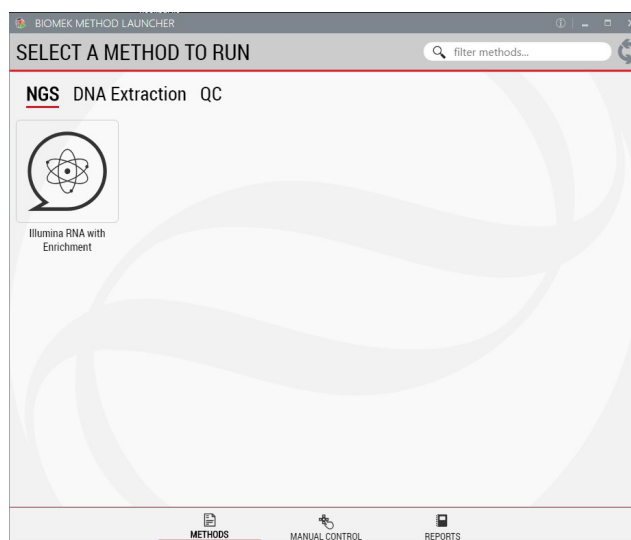 BIOMEK METHOD LAUNCHER
SELECT A METHOD TO RUN
filter methods...
NGS DNA Extraction QC
Illumina RNA with
Enrichment
METHODS MANUAL CONTROL REPORTS